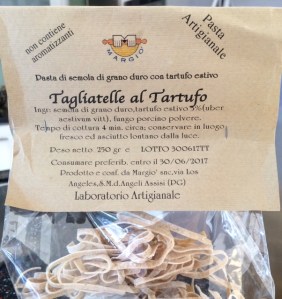 non contiene
aromatizzanti
MARGIO'
Pasta
Artigianale
Pasta di semola di grano duro con tartufo estivo
Tagliatelle al Tartufo
Ingr. semola di grano duro, tartufo estivo 3%(tuber
aestivum vitt), fungo porcino polvere.
Tempo di cottura 4 min. circa; conservare in luogo
fresco ed asciutto lontano dalla luce.
Peso netto 250 gr e LOTTO 300617TT
Consumare preferib. entro il 30/06/2017
Prodotto e conf. da Margio' snc, via Los
Angeles, S.M.d.Angeli Assisi (PG)
Laboratorio Artigianale